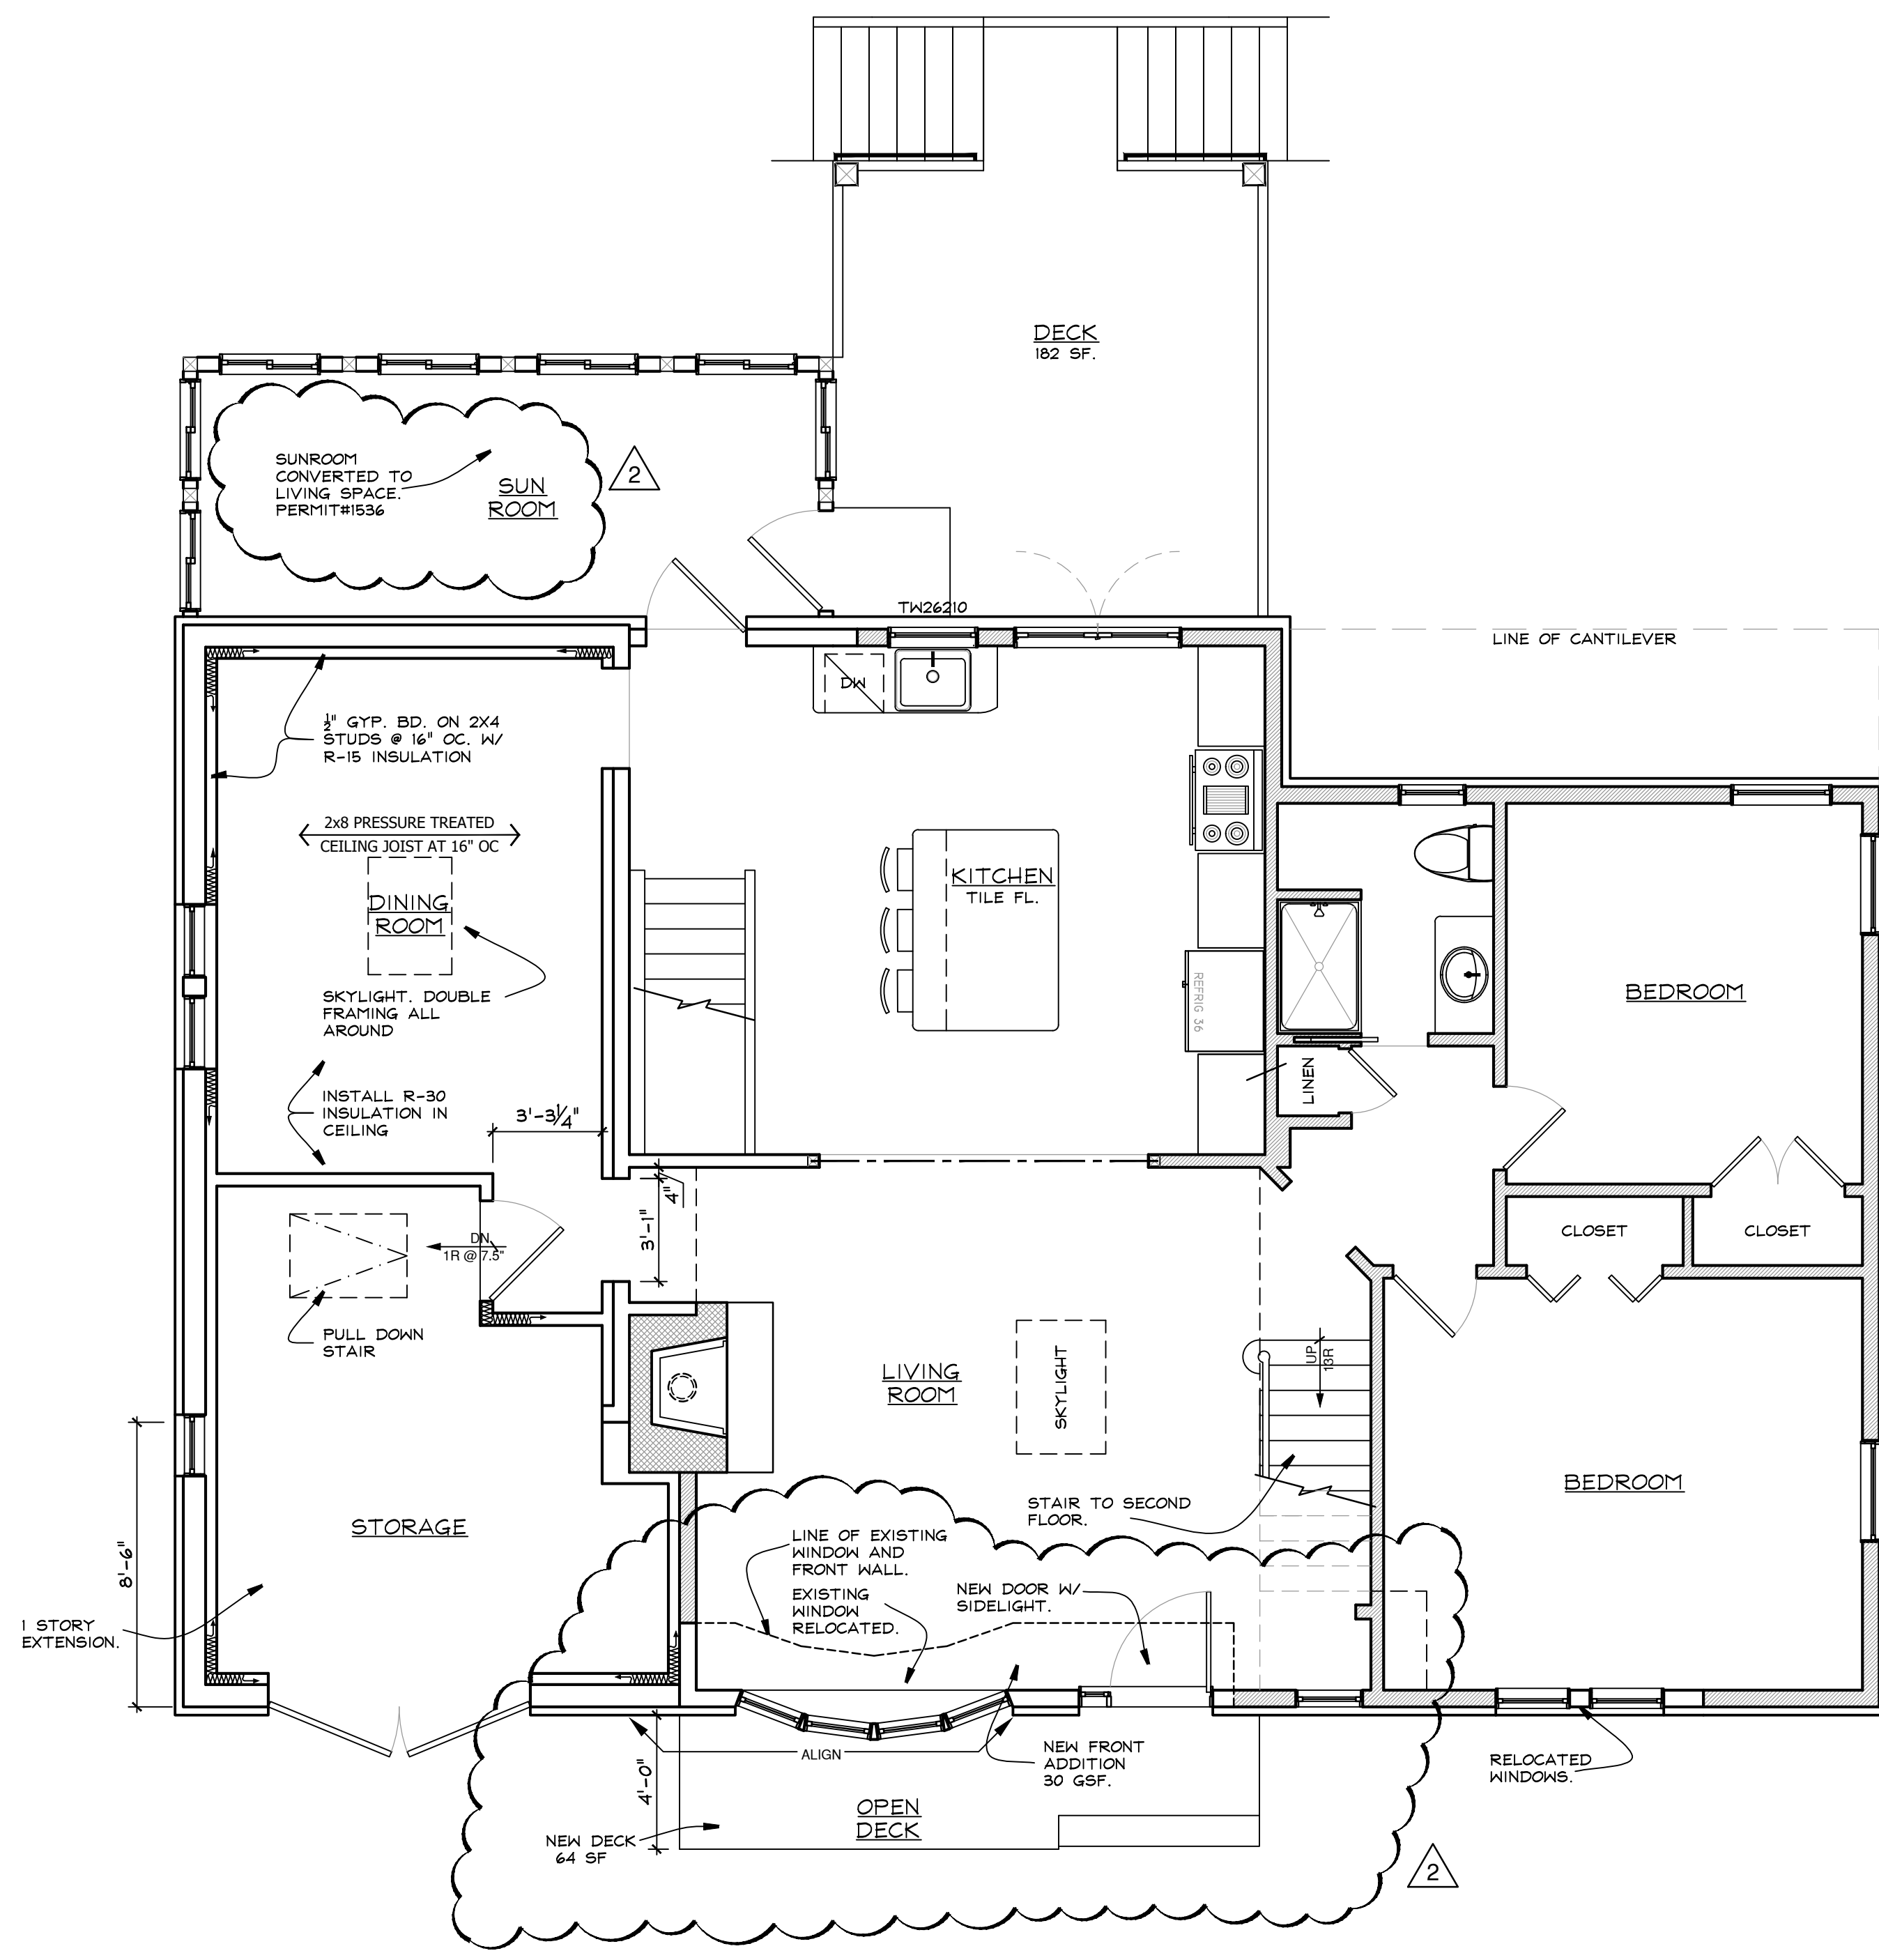 DECK
182 SF.
SUNROOM
CONVERTED TO
LIVING SPACE.
PERMIT#1536
SUN
ROOM
2
TW26210
LINE OF CANTILEVER
DW
½" GYP. BD. ON 2X4
STUDS @ 16" OC. W/
R-15 INSULATION
2x8 PRESSURE TREATED
CEILING JOIST AT 16" OC
DINING
ROOM
KITCHEN
TILE FL.
SKYLIGHT. DOUBLE
FRAMING ALL
AROUND
REFRIG 36
BEDROOM
LINEN
INSTALL R-30
INSULATION IN
CEILING
3'-3¼"
4"
3'-1"
CLOSET
CLOSET
DN
1R @ 7.5"
PULL DOWN
STAIR
LIVING
ROOM
SKYLIGHT
UP
13R
BEDROOM
STORAGE
STAIR TO SECOND
FLOOR.
LINE OF EXISTING
WINDOW AND
FRONT WALL.
EXISTING
WINDOW
RELOCATED.
NEW DOOR W/
SIDELIGHT.
8'-6"
1 STORY
EXTENSION.
ALIGN
4'-0"
NEW FRONT
ADDITION
30 GSF.
RELOCATED
WINDOWS.
OPEN
DECK
NEW DECK
64 SF
2